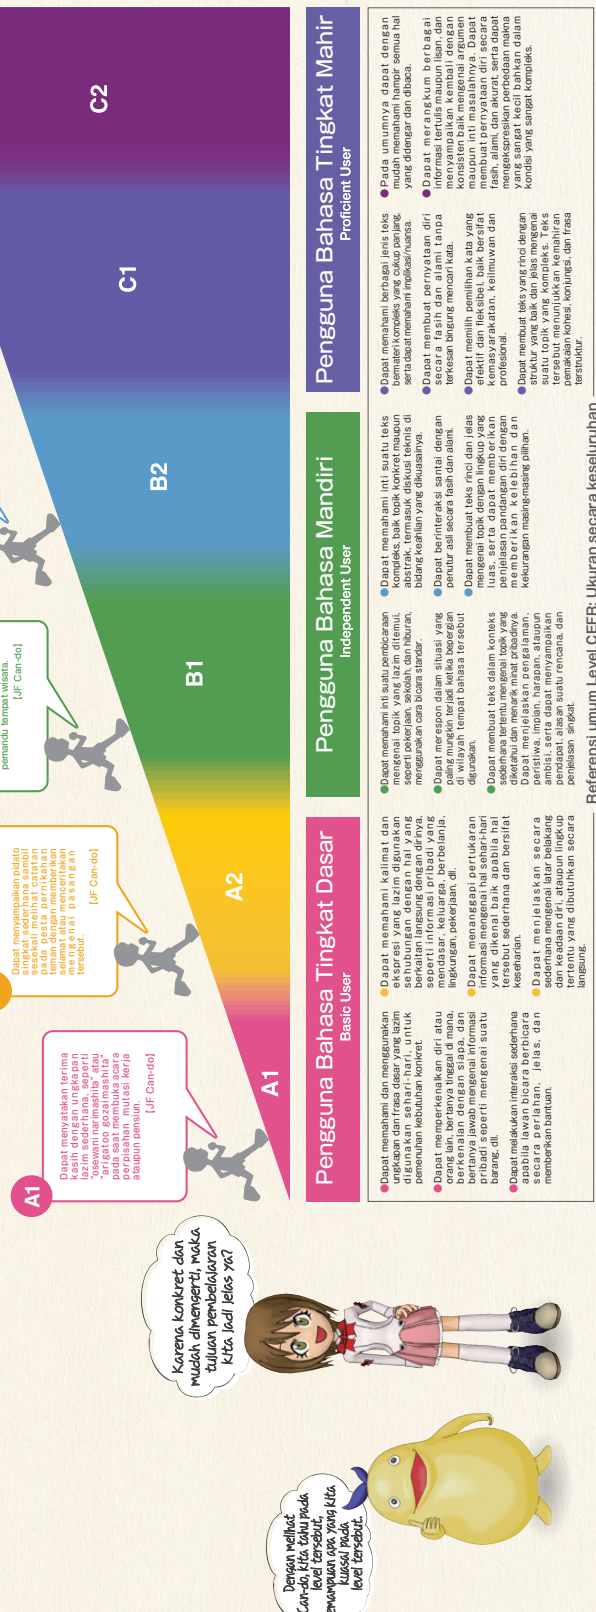 Karena konkret dan
mudah dimengerti, maka
tujuan pembelajaran
kita jadi jelas ya?
Dengan melihat
Can-do, kita tahu pada
level tersebut,
kemampuan apa yang kita
kuasai pada
level tersebut.
A1
Dapat menyatakan terima
kasih dengan ungkapan
lazim sederhana, seperti
"osewani narimashita" atau
"arigatoo gozaimashita"
pada saat membuka acara
perpisahan mutasi kerja
ataupun pensiun.
[JF Can-do]
Dapat menyampaikan pidato
singkat sederhana sambil
sesekali melihat catatan
pada pesta pernikahan
teman dengan memberikan
selamat atau menceritakan
mengenai pasangan
tersebut.
[JF Can-do]
pemandu tempat wisata.
[JF Can-do]
A1
A2
B1
B2
C1
C2
Pengguna Bahasa Tingkat Dasar
Basic User
Pengguna Bahasa Mandiri
Independent User
Pengguna Bahasa Tingkat Mahir
Proficient User
●Dapat memahami dan menggunakan
ungkapan dan frasa dasar yang lazim
digunakan sehari-hari, untuk
pemenuhan kebutuhan konkret.
●Dapat memperkenakan diri atau
orang lain, bertanya tinggal di mana,
berkenalan dengan siapa, dan
bertanya jawab mengenai informasi
pribadi seperti mengenai suatu
barang, dll.
●Dapat melakukan interaksi sederhana
apabila lawan bicara berbicara
secara perlahan, jelas, dan
memberikan bantuan.
●Dapat memahami kalimat dan
ekspresi yang lazim digunakan
sehubungan dengan hal yang
berkaitan langsung dengan dirinya,
seperti informasi pribadi yang
mendasar, keluarga, berbelanja,
lingkungan, pekerjaan, dll.
●Dapat menanggapi pertukaran
informasi mengenai hal sehari-hari
yang dikenal baik apabila hal
tersebut sederhana dan bersifat
keseharian.
●Dapat menjelaskan secara
sederhana mengenai latar belakang
dan keadaan diri, ataupun lingkup
tertentu yang dibutuhkan secara
langsung.
●Dapat memahami inti suatu pembicaraan
mengenai topik yang lazim ditemui,
seperti pekerjaan, sekolah, dan hiburan,
menggunakan cara bicara standar.
●Dapat merespon dalam situasi yang
paling mungkin terjadi ketika bepergian
di wilayah tempat bahasa tersebut
digunakan.
●Dapat membuat teks dalam konteks
sederhana tertentu mengenai topik yang
diketahui dan menarik minat pribadinya.
Dapat menjelaskan pengalaman,
peristiwa, impian, harapan, ataupun
ambisi, serta dapat menyampaikan
pendapat, alasan suatu rencana, dan
penjelasan singkat.
●Dapat memahami inti suatu teks
kompleks, baik topik konkret maupun
abstrak, termasuk diskusi teknis di
bidang keahlian yang dikuasainya.
●Dapat berinteraksi santai dengan
penutur asli secara fasih dan alami.
●Dapat membuat teks rinci dan jelas
mengenai topik dengan lingkup yang
luas, serta dapat memberikan
penjelasan pandangan diri dengan
memberikan kelebihan dan
kekurangan masing-masing pilihan.
●Dapat memahami berbagai jenis teks
bermateri kompleks yang cukup panjang,
serta dapat memahami implikasi/nuansa.
●Dapat membuat pernyataan diri
secara fasih dan alami tanpa
terkesan bingung mencari kata.
●Dapat memilih pemilihan kata yang
efektif dan fleksibel, baik bersifat
kemasyarakatan, keilmuwan dan
profesional.
●Dapat membuat teks yang rinci dengan
struktur yang baik dan jelas mengenai
suatu topik yang kompleks. Teks
tersebut menunjukkan kemahiran
pemakaian kohesi, konjungsi, dan frasa
terstruktur.
●Pada umumnya dapat dengan
mudah memahami hampir semua hal
yang didengar dan dibaca.
●Dapat merangkum berbagai
informasi tertulis maupun lisan, dan
menyampaikan kembali dengan
konsisten baik mengenai argumen
maupun inti masalahnya. Dapat
membuat pernyataan diri secara
fasih, alami, dan akurat, serta dapat
mengekspresikan perbedaan makna
yang sangat kecil bahkan dalam
kondisi yang sangat kompleks.
Referensi umum Level CEFR: Ukuran secara keseluruhan